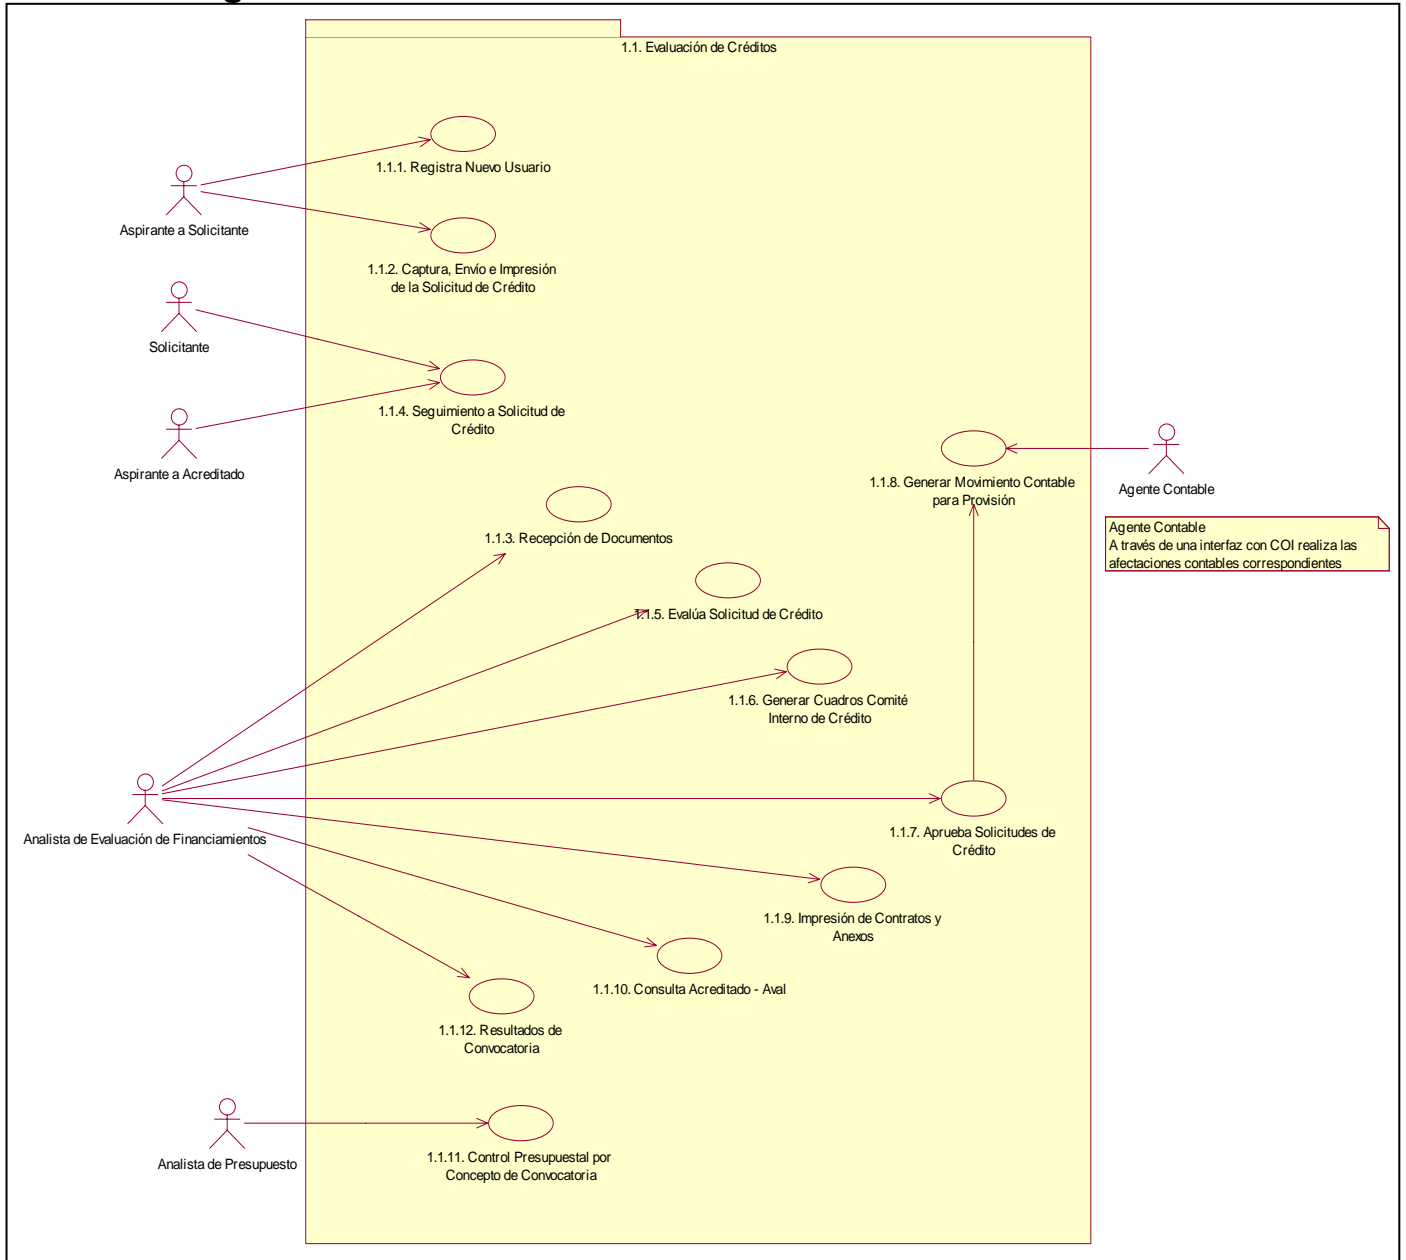 1.1. Evaluación de Créditos
1.1.1. Registra Nuevo Usuario
Aspirante a Solicitante
1.1.2. Captura, Envío e Impresión
de la Solicitud de Crédito
Solicitante
1.1.4. Seguimiento a Solicitud de
Crédito
Aspirante a Acreditado
1.1.8. Generar Movimiento Contable
para Provisión
Agente Contable
Agente Contable
A través de una interfaz con COI realiza las
afectaciones contables correspondientes
1.1.3. Recepción de Documentos
1.1.5. Evalúa Solicitud de Crédito
1.1.6. Generar Cuadros Comité
Interno de Crédito
Analista de Evaluación de Financiamientos
1.1.7. Aprueba Solicitudes de
Crédito
1.1.9. Impresión de Contratos y
Anexos
1.1.10. Consulta Acreditado - Aval
1.1.12. Resultados de
Convocatoria
Analista de Presupuesto
1.1.11. Control Presupuestal por
Concepto de Convocatoria